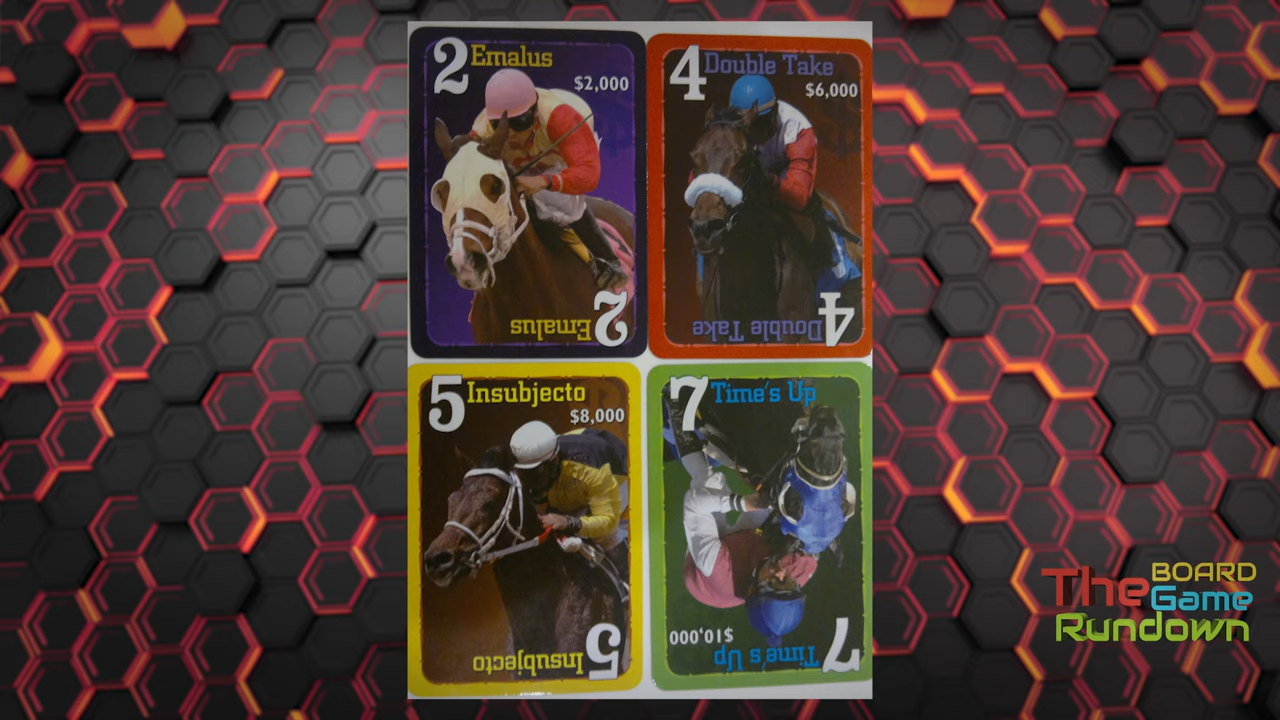 2 Emalus
$2,000
2 Emalus
4 Double Take
$6,000
4 Double Take
5 Insubjecto
$8,000
5 Insubjecto
7 Time's Up
$10,000
7 Time's Up
The BOARD
Game
Rundown